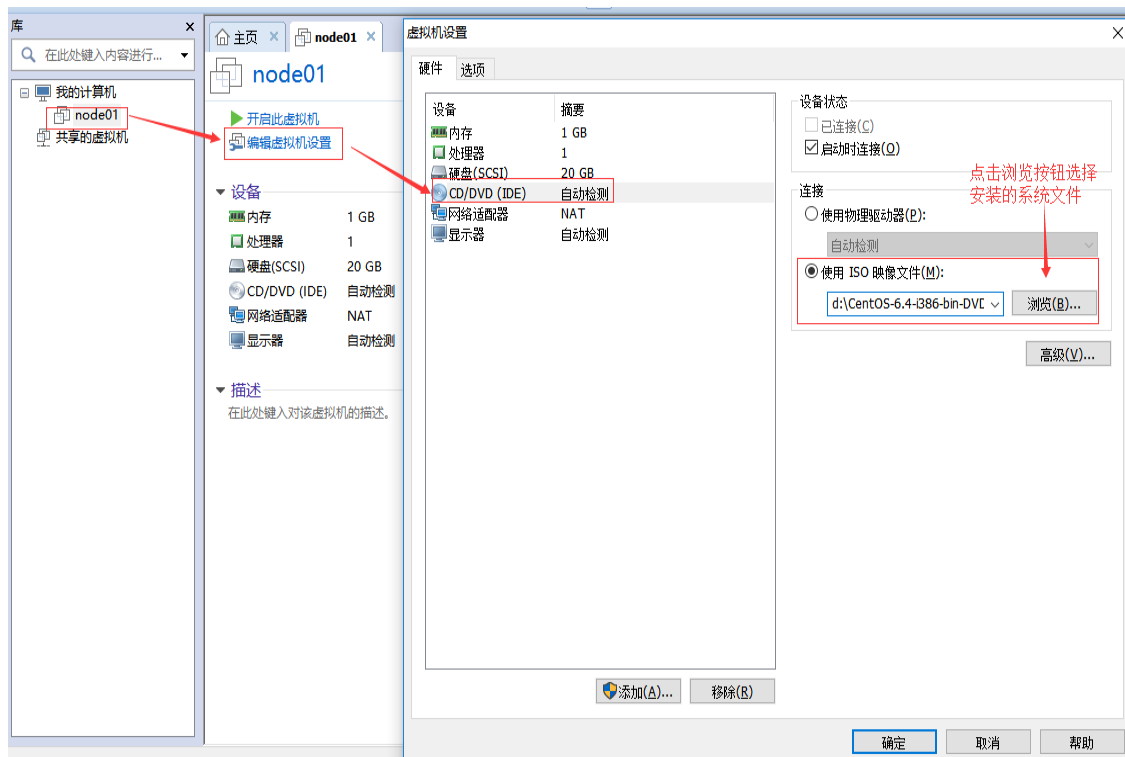 库
在此处键入内容进行...
我的计算机
node01
共享的虚拟机
主页
node01
node01
开启此虚拟机
编辑虚拟机设置
设备
内存 1 GB
处理器 1
硬盘(SCSI) 20 GB
CD/DVD (IDE) 自动检测
网络适配器 NAT
显示器 自动检测
描述
在此处键入对该虚拟机的描述。
虚拟机设置
硬件 选项
设备 摘要
内存 1 GB
处理器 1
硬盘(SCSI) 20 GB
CD/DVD (IDE) 自动检测
网络适配器 NAT
显示器 自动检测
添加(A)... 移除(R)
设备状态
已连接(C)
启动时连接(O)
点击浏览按钮选择
安装的系统文件
连接
使用物理驱动器(P):
自动检测
使用 ISO 映像文件(M):
d:\CentOS-6.4-i386-bin-DVD 浏览(B)...
高级(V)...
确定 取消 帮助